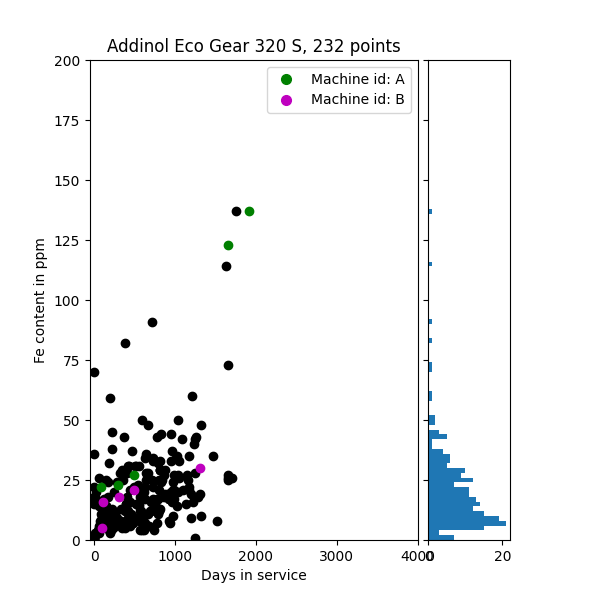 Addinol Eco Gear 320 S, 232 points
Machine id: A
Machine id: B
Fe content in ppm
200
175
150
125
100
75
50
25
0
0 1000 2000 3000 4000
0 20
Days in service